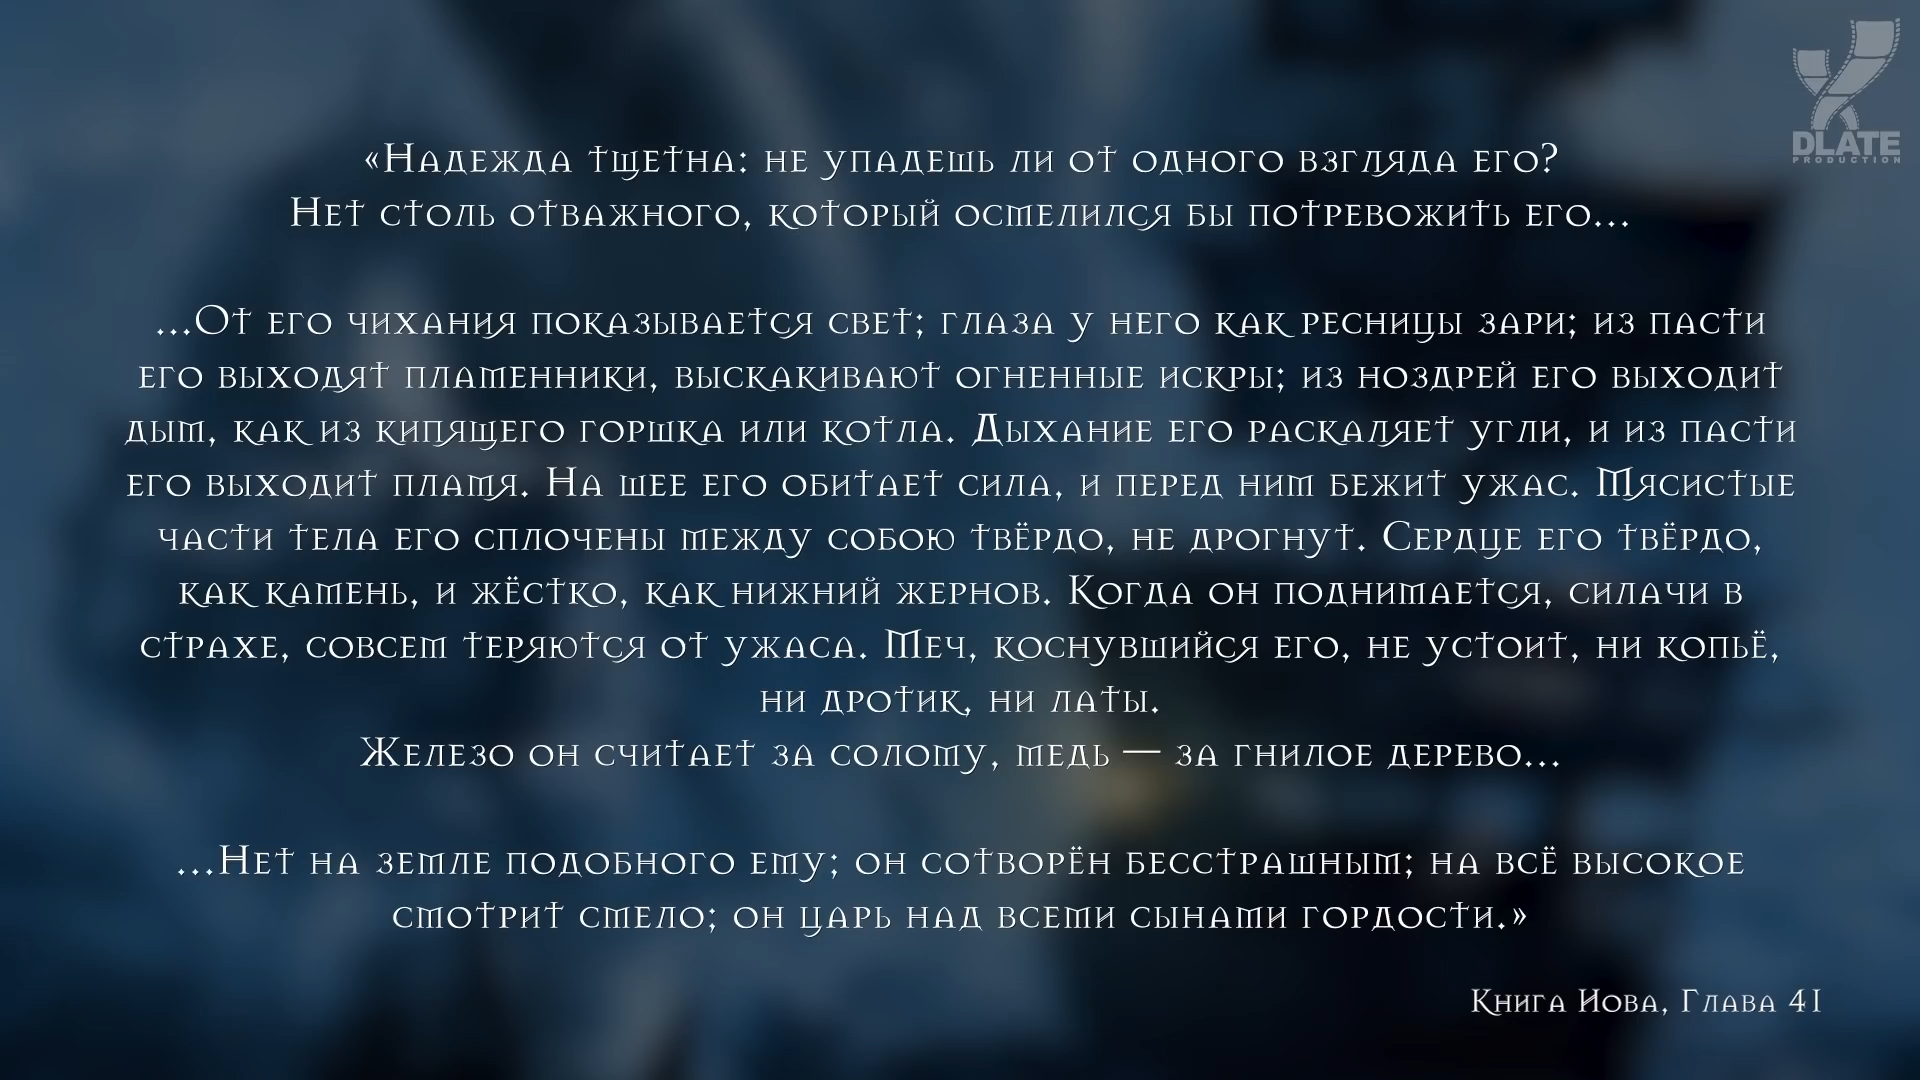 DLATE
PRODUCTION
«Надежда тщетна: не упадешь ли от одного взгляда его?
Нет столь отважного, который осмелился бы потревожить его...
...От его чихания показывается свет; глаза у него как ресницы зари; из пасти
его выходят пламенники, выскакивают огненные искры; из ноздрей его выходит
дым, как из кипящего горшка или котла. Дыхание его раскаляет угли, и из пасти
его выходит пламя. На шее его обитает сила, и перед ним бежит ужас. Мясистые
части тела его сплочены между собою твёрдо, не дрогнут. Сердце его твёрдо,
как камень, и жёстко, как нижний жернов. Когда он поднимается, силачи в
страхе, совсем теряются от ужаса. Меч, коснувшийся его, не устоит, ни копьё,
ни дротик, ни латы.
Железо он считает за солому, медь — за гнилое дерево...
...Нет на земле подобного ему; он сотворён бесстрашным; на всё высокое
смотрит смело; он царь над всеми сынами гордости.»
Книга Иова, Глава 41